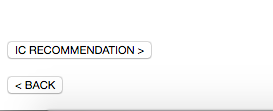 IC RECOMMENDATION >
< BACK